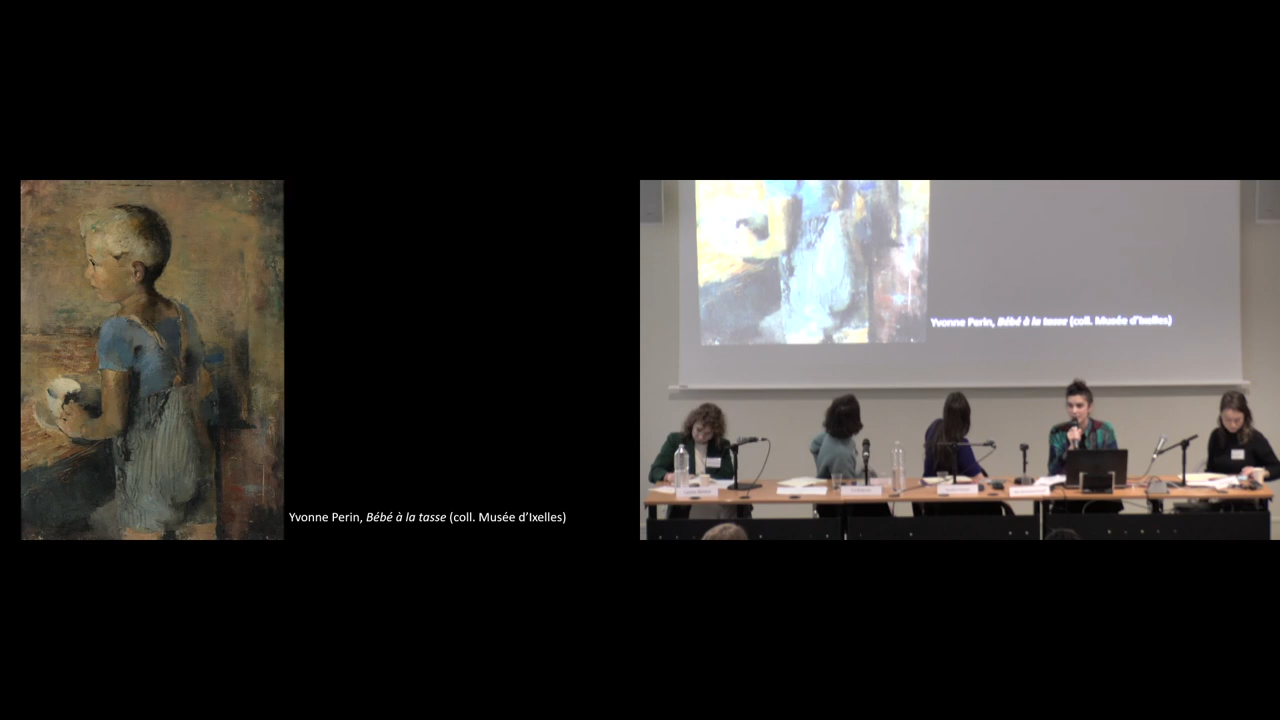 Yvonne Perin, Bébé à la tasse (coll. Musée d’Ixelles)
Yvonne Perin, Bébé à la tasse (coll. Musée d’Ixelles)